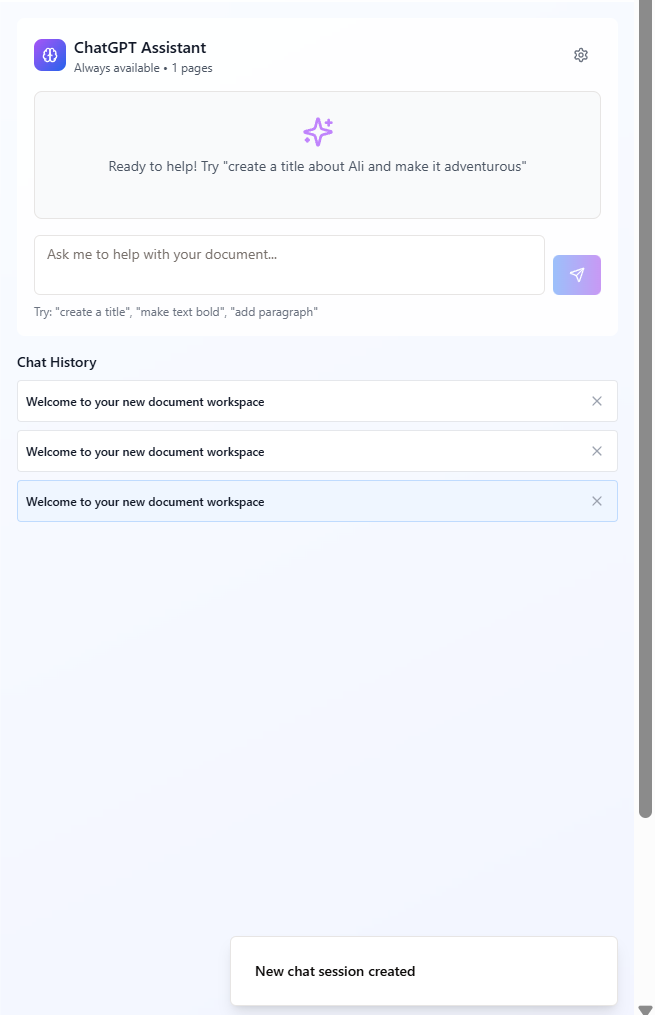 ChatGPT Assistant
Always available • 1 pages
Ready to help! Try "create a title about Ali and make it adventurous"
Ask me to help with your document...
Try: "create a title", "make text bold", "add paragraph"
Chat History
Welcome to your new document workspace
Welcome to your new document workspace
Welcome to your new document workspace
New chat session created